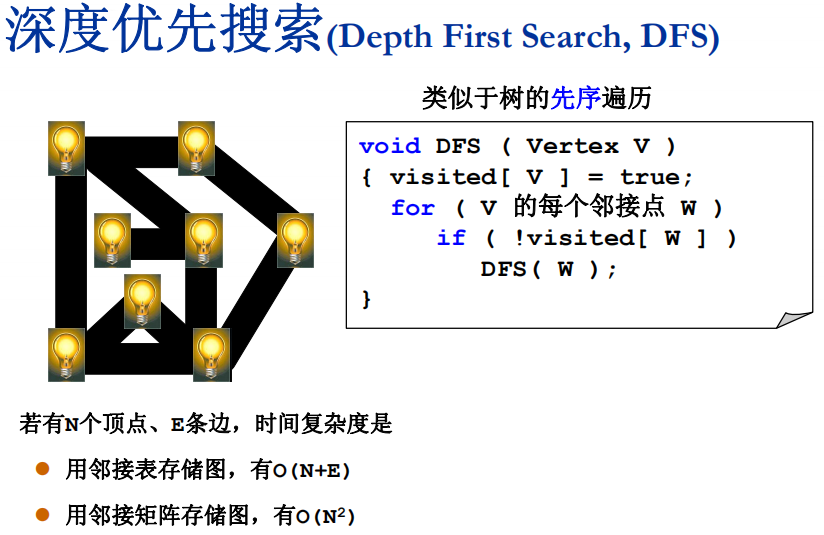 深度优先搜索(Depth First Search, DFS)
类似于树的先序遍历
void DFS ( Vertex V )
{ visited[ V ] = true;
for ( V 的每个邻接点 W )
if ( !visited[ W ] )
DFS( W );
}
若有N个顶点、E条边，时间复杂度是
用邻接表存储图，有O(N+E)
用邻接矩阵存储图，有O(N²)